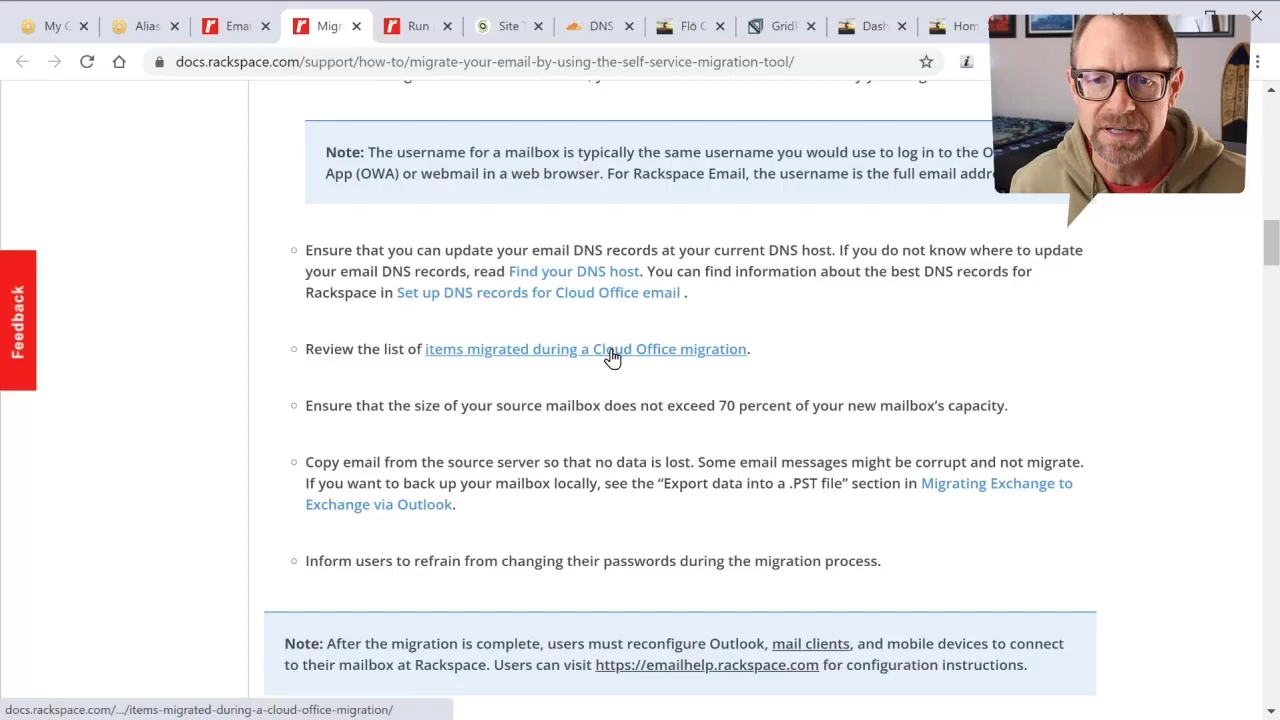 My C
Alias
Emai
Migr
Run
Site T
DNS
Fló C
Gridl
Dash
Hom
docs.rackspace.com/support/how-to/migrate-your-email-by-using-the-self-service-migration-tool/
Note: The username for a mailbox is typically the same username you would use to log in to the O
App (OWA) or webmail in a web browser. For Rackspace Email, the username is the full email addre
Ensure that you can update your email DNS records at your current DNS host. If you do not know where to update
your email DNS records, read Find your DNS host. You can find information about the best DNS records for
Rackspace in Set up DNS records for Cloud Office email .
Feedback
Review the list of items migrated during a Cloud Office migration.
Ensure that the size of your source mailbox does not exceed 70 percent of your new mailbox’s capacity.
Copy email from the source server so that no data is lost. Some email messages might be corrupt and not migrate.
If you want to back up your mailbox locally, see the “Export data into a .PST file” section in Migrating Exchange to
Exchange via Outlook.
Inform users to refrain from changing their passwords during the migration process.
Note: After the migration is complete, users must reconfigure Outlook, mail clients, and mobile devices to connect
to their mailbox at Rackspace. Users can visit https://emailhelp.rackspace.com for configuration instructions.
docs.rackspace.com/.../items-migrated-during-a-cloud-office-migration/